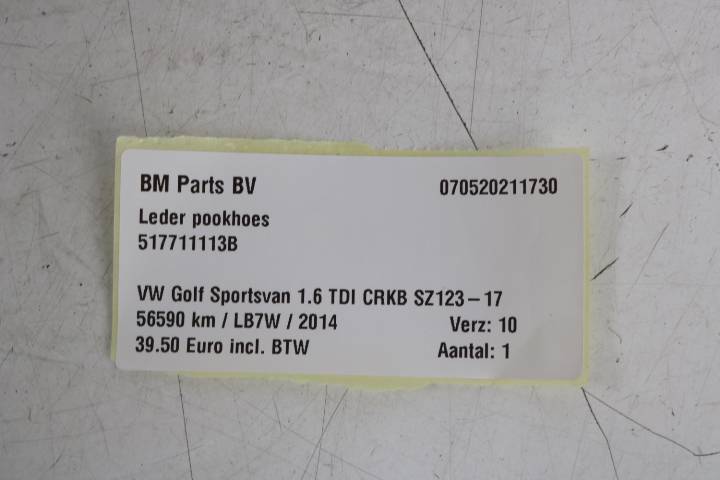 BM Parts BV 070520211730
Leder pookhoes
517711113B
VW Golf Sportsvan 1.6 TDI CRKB SZ123-17
56590 km / LB7W / 2014 Verz: 10
39.50 Euro incl. BTW Aantal: 1